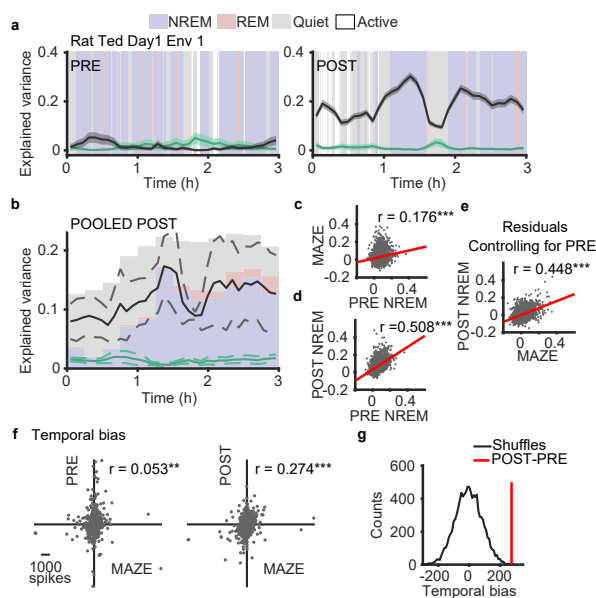 NREM REM Quiet Active
a
Rat Ted Day1 Env 1
PRE
POST
Explained variance
0.4
0.2
0
0 1 2 3
Time (h)
0.4
0.2
0
0 1 2 3
Time (h)
b
POOLED POST
Explained variance
0.2
0.1
0
0 1 2 3
Time (h)
c
r = 0.176***
MAZE
0.4
0.2
0
-0.2
0 0.4
PRE NREM
d
r =0.508***
POST NREM
0.4
0.2
0
-0.2
0 0.4
PRE NREM
e
Residuals
Controlling for PRE
r = 0.448***
POST NREM
0.4
0.2
0
-0.2
0 0.4
MAZE
f Temporal bias
PRE
r = 0.053**
MAZE
1000
spikes
POST
r = 0.274***
MAZE
g
Shuffles
POST-PRE
Counts
600
400
200
0
-200 0 200
Temporal bias